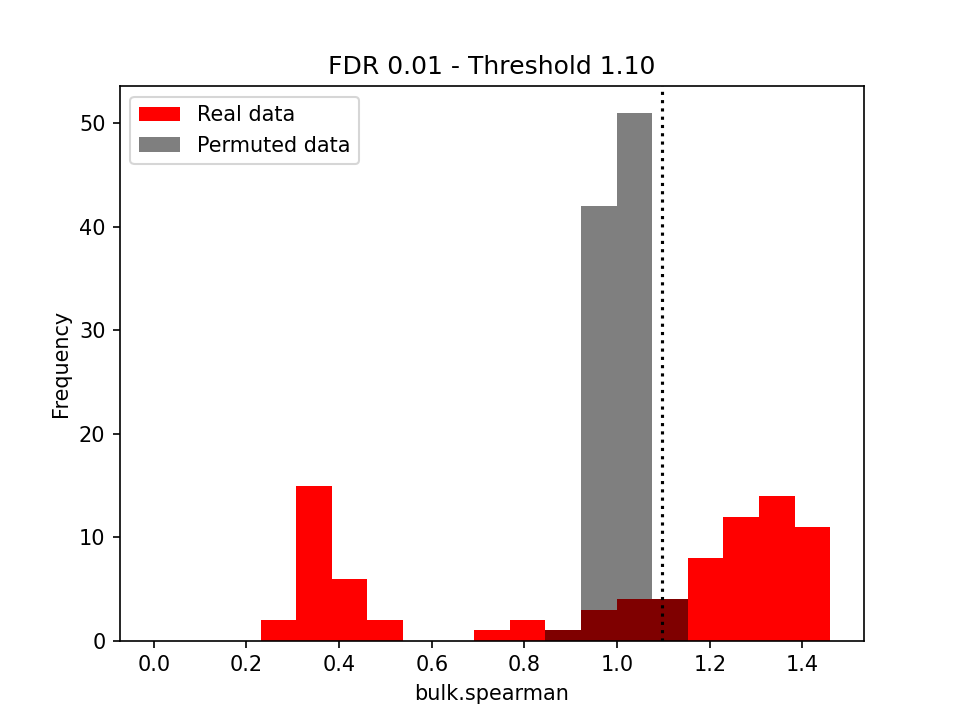 FDR 0.01 - Threshold 1.10
Real data
Permuted data
Frequency
50
40
30
20
10
0
0.0 0.2 0.4 0.6 0.8 1.0 1.2 1.4
bulk.spearman